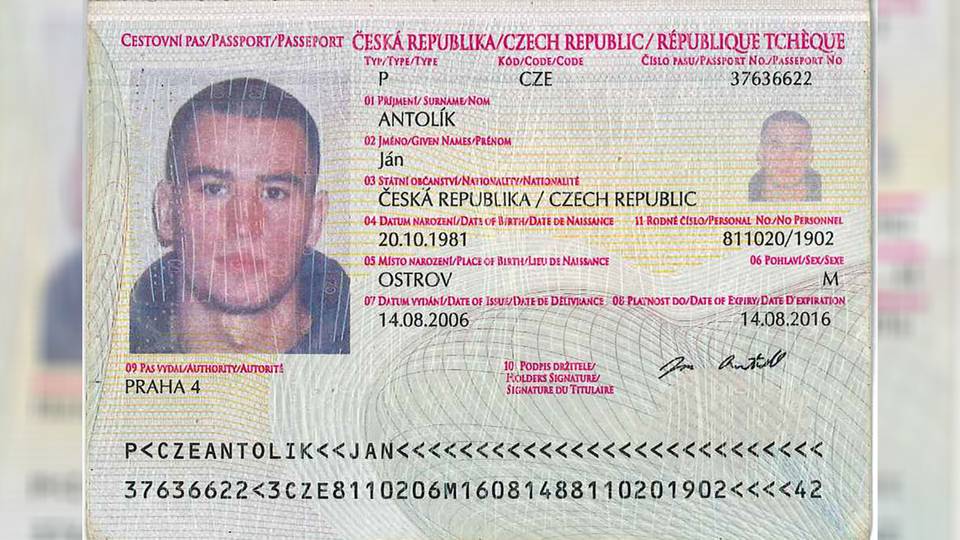 CESTOVNÍ PAS/PASSPORT/PASSEPORT ČESKÁ REPUBLIKA/CZECH REPUBLIC/RÉPUBLIQUE TCHÈQUE
TYP/TYPE/TYPE KÓD/CODE/CODE ČÍSLO PASU/PASSPORT NO./PASSEPORT NO
P CZE 37636622
01 PŘÍJMENÍ/SURNAME/NOM
ANTOLÍK
02 JMÉNO/GIVEN NAMES/PRÉNOM
Ján
03 STÁTNÍ OBČANSTVÍ/NATIONALITY/NATIONALITÉ
ČESKÁ REPUBLIKA / CZECH REPUBLIC
04 DATUM NAROZENÍ/DATE OF BIRTH/DATE DE NAISSANCE 11 RODNÉ ČÍSLO/PERSONAL NO/NO PERSONNEL
20.10.1981 811020/1902
05 MÍSTO NAROZENÍ/PLACE OF BIRTH/LIEU DE NAISSANCE 06 POHLAVÍ/SEX/SEXE
OSTROV M
07 DATUM VYDÁNÍ/DATE OF ISSUE/DATE DE DÉLIVIANCE 08 PLATNOST DO/DATE OF EXPIRY/DATE D'EXPIRATION
14.08.2006 14.08.2016
09 PAS VYDAL/AUTHORITY/AUTORITÉ
PRAHA 4
10 PODPIS DRŽITELE/
HOLDERS SIGNATURE/
SIGNATURE DU TITULAIRE
Jan Antolík
P<CZEANTOLIK<<JAN<<<<<<<<<<<<<<<<<<<<<<<<<<<
37636622<3CZE8110206M16081488110201902<<<<42